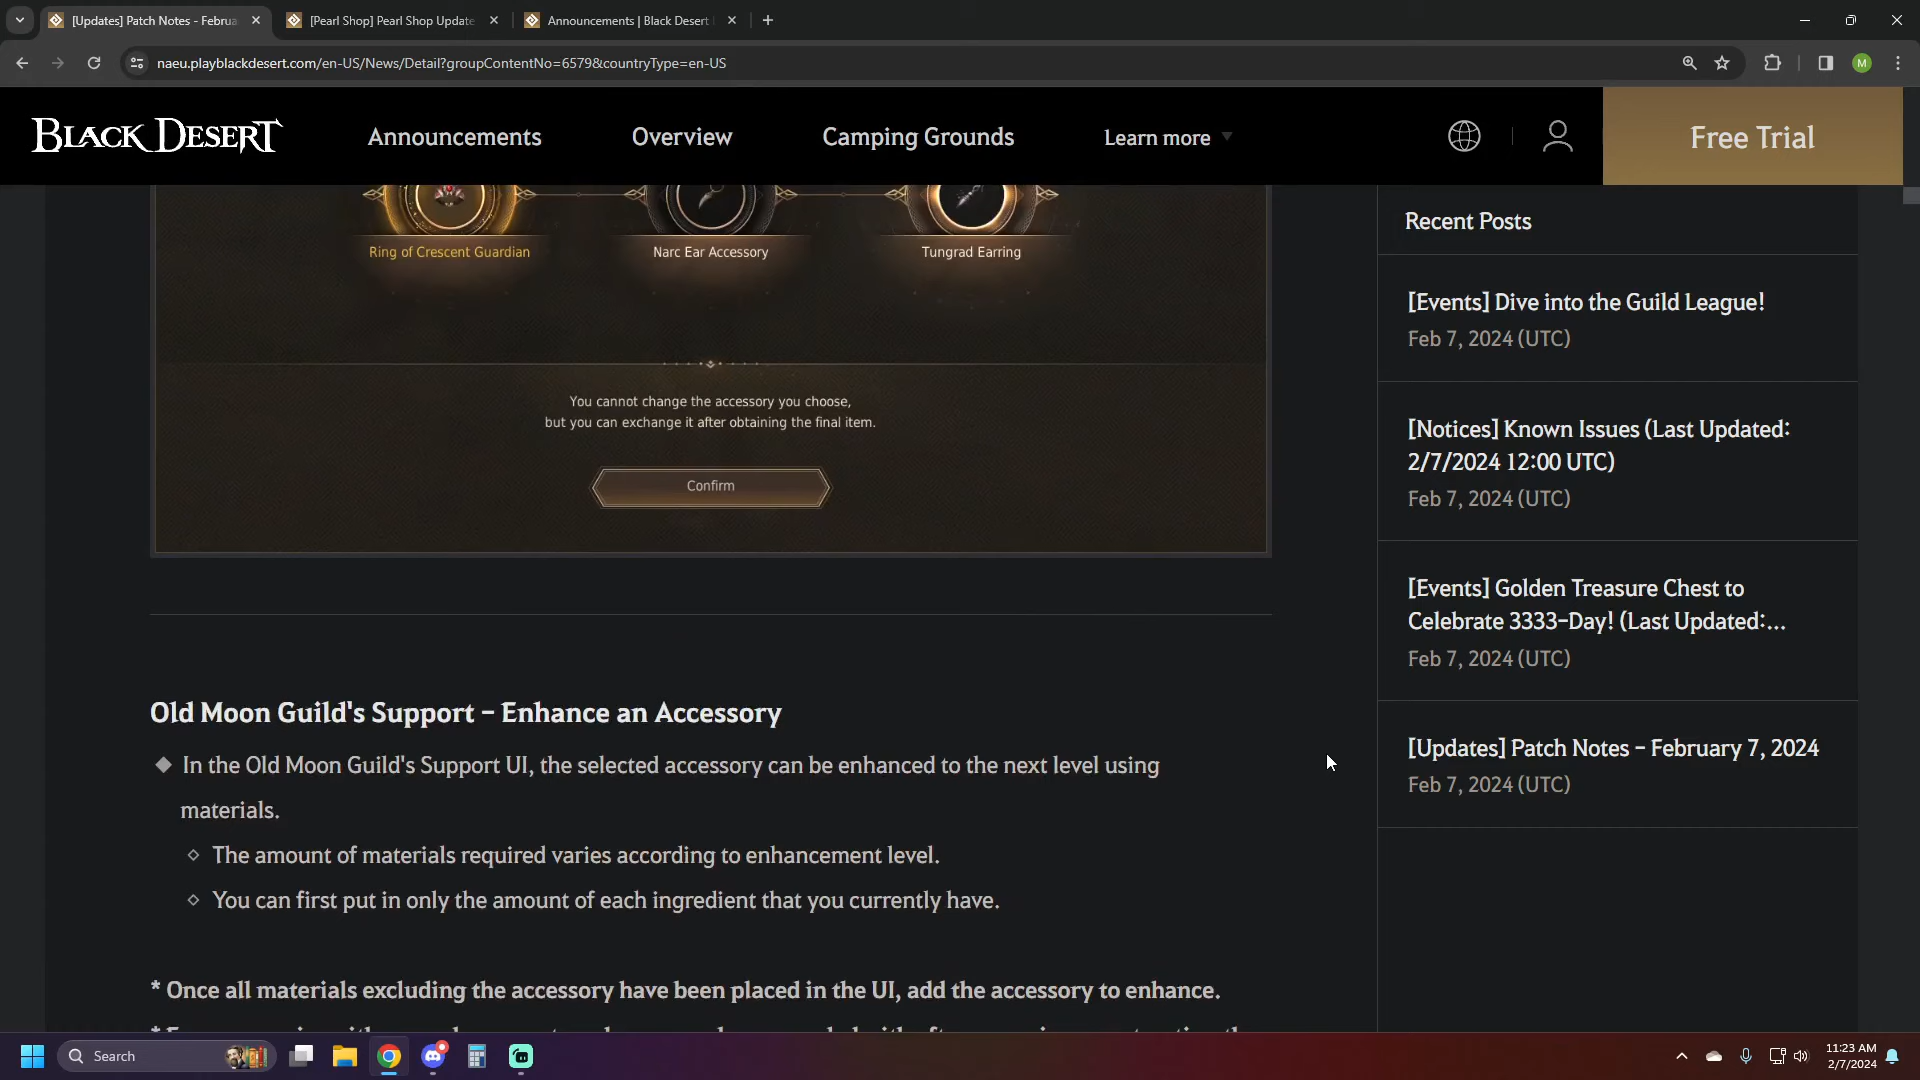 [Updates] Patch Notes - Februa
[Pearl Shop] Pearl Shop Update
Announcements | Black Desert
naeu.playblackdesert.com/en-US/News/Detail?groupContentNo=6579&countryType=en-US
M
BLACK DESERT
Announcements
Overview
Camping Grounds
Learn more
Free Trial
Ring of Crescent Guardian
Narc Ear Accessory
Tungrad Earring
You cannot change the accessory you choose,
but you can exchange it after obtaining the final item.
Confirm
Old Moon Guild's Support – Enhance an Accessory
In the Old Moon Guild's Support UI, the selected accessory can be enhanced to the next level using
materials.
The amount of materials required varies according to enhancement level.
You can first put in only the amount of each ingredient that you currently have.
* Once all materials excluding the accessory have been placed in the UI, add the accessory to enhance.
Recent Posts
[Events] Dive into the Guild League!
Feb 7, 2024 (UTC)
[Notices] Known Issues (Last Updated:
2/7/2024 12:00 UTC)
Feb 7, 2024 (UTC)
[Events] Golden Treasure Chest to
Celebrate 3333-Day! (Last Updated:...
Feb 7, 2024 (UTC)
[Updates] Patch Notes – February 7, 2024
Feb 7, 2024 (UTC)
Search
11:23 AM
2/7/2024